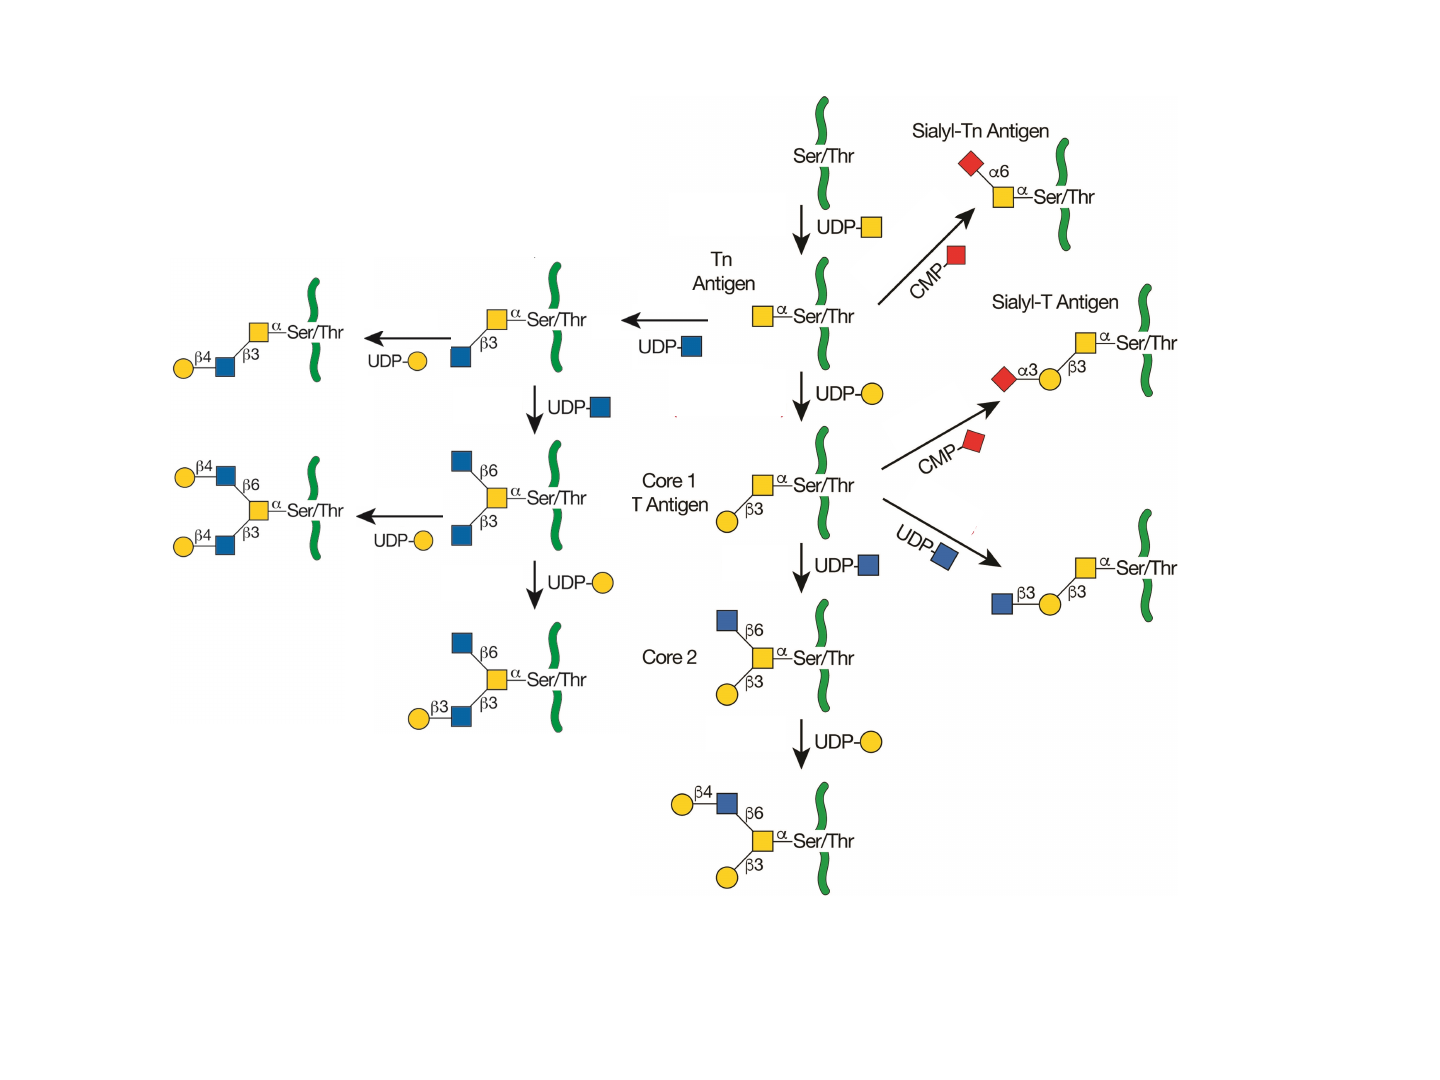 Ser/Thr
UDP-
Sialyl-Tn Antigen
α6
α
Ser/Thr
CMP
Tn
Antigen
α
Ser/Thr
UDP-
α
Ser/Thr
β3
UDP-
α
Ser/Thr
β3
β4
UDP-
Sialyl-T Antigen
α
Ser/Thr
β3
α3
CMP
UDP-
β6
α
Ser/Thr
β3
UDP-
β4
β6
α
Ser/Thr
β3
β4
UDP-
β6
α
Ser/Thr
β3
β3
Core 1
T Antigen
α
Ser/Thr
β3
UDP-
α
Ser/Thr
β3
β3
UDP-
Core 2
β6
α
Ser/Thr
β3
UDP-
β4
β6
α
Ser/Thr
β3